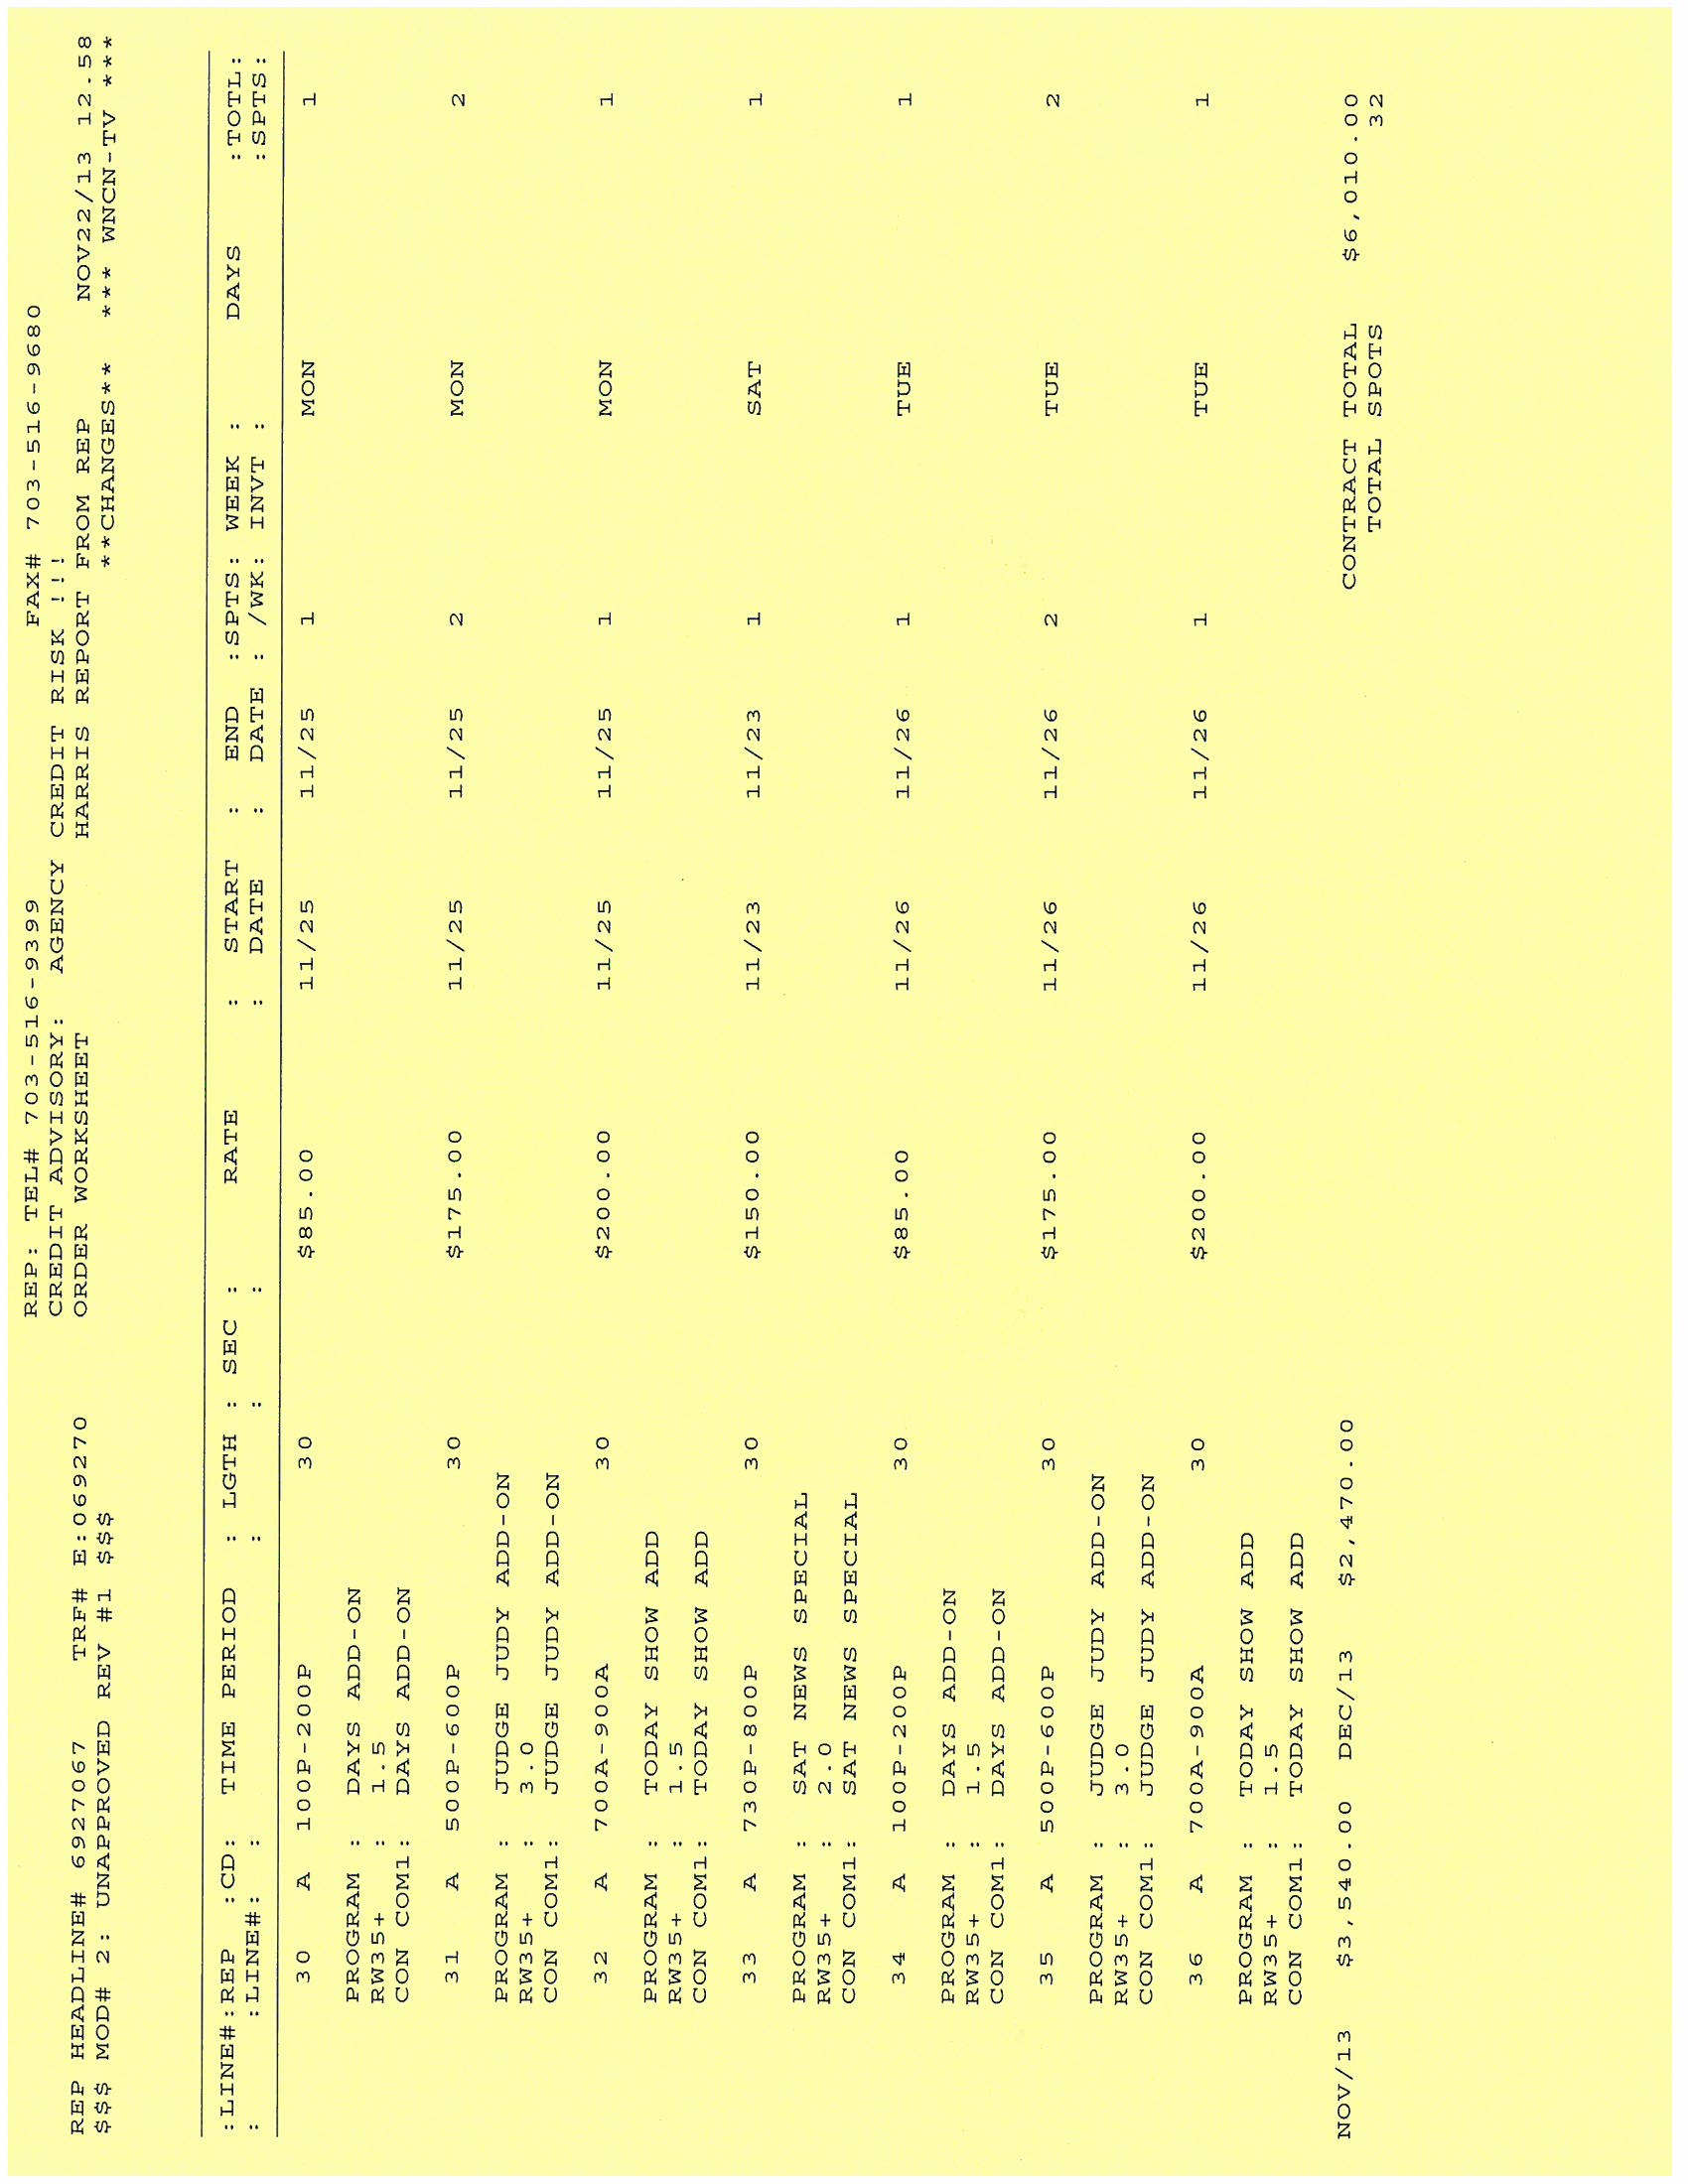 REP: TEL# 703-516-9399 FAX# 703-516-9680
CREDIT ADVISORY: AGENCY CREDIT RISK !!!
REP HEADLINE# 6927067 TRF# E:069270 ORDER WORKSHEET HARRIS REPORT FROM REP NOV22/13 12.58
$$$ MOD# 2: UNAPPROVED REV #1 $$$ **CHANGES** *** WNCN-TV ***
:LINE#:REP :CD: TIME PERIOD : LGTH : SEC : RATE : START : END :SPTS: WEEK : DAYS :TOTL:
: :LINE#: : : : : : DATE : DATE : /WK: INVT : :SPTS:
30 A 100P-200P 30 $85.00 11/25 11/25 1 MON 1
PROGRAM : DAYS ADD-ON
RW35+ : 1.5
CON COM1: DAYS ADD-ON
31 A 500P-600P 30 $175.00 11/25 11/25 2 MON 2
PROGRAM : JUDGE JUDY ADD-ON
RW35+ : 3.0
CON COM1: JUDGE JUDY ADD-ON
32 A 700A-900A 30 $200.00 11/25 11/25 1 MON 1
PROGRAM : TODAY SHOW ADD
RW35+ : 1.5
CON COM1: TODAY SHOW ADD
33 A 730P-800P 30 $150.00 11/23 11/23 1 SAT 1
PROGRAM : SAT NEWS SPECIAL
RW35+ : 2.0
CON COM1: SAT NEWS SPECIAL
34 A 100P-200P 30 $85.00 11/26 11/26 1 TUE 1
PROGRAM : DAYS ADD-ON
RW35+ : 1.5
CON COM1: DAYS ADD-ON
35 A 500P-600P 30 $175.00 11/26 11/26 2 TUE 2
PROGRAM : JUDGE JUDY ADD-ON
RW35+ : 3.0
CON COM1: JUDGE JUDY ADD-ON
36 A 700A-900A 30 $200.00 11/26 11/26 1 TUE 1
PROGRAM : TODAY SHOW ADD
RW35+ : 1.5
CON COM1: TODAY SHOW ADD
NOV/13 $3,540.00 DEC/13 $2,470.00 CONTRACT TOTAL $6,010.00
TOTAL SPOTS 32